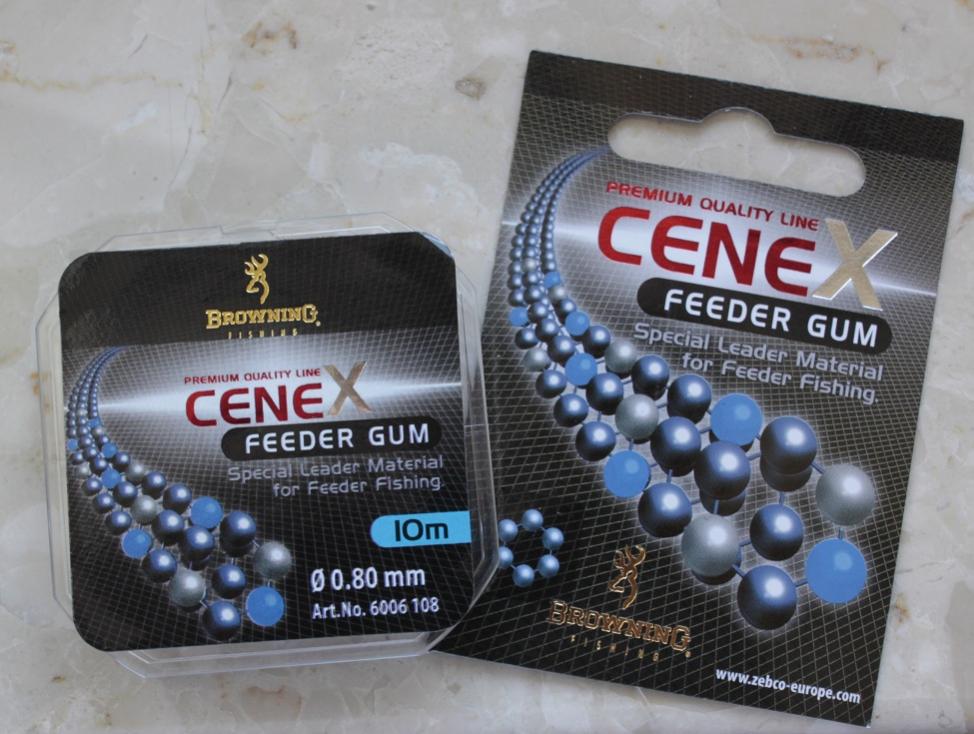 BROWNING
FISHING
PREMIUM QUALITY LINE
CENEX
FEEDER GUM
Special Leader Material
for Feeder Fishing.
10m
Ø 0.80 mm
Art.No. 6006 108
PREMIUM QUALITY LINE
CENEX
FEEDER GUM
Special Leader Material
for Feeder Fishing.
BROWNING
FISHING
www.zebco-europe.com